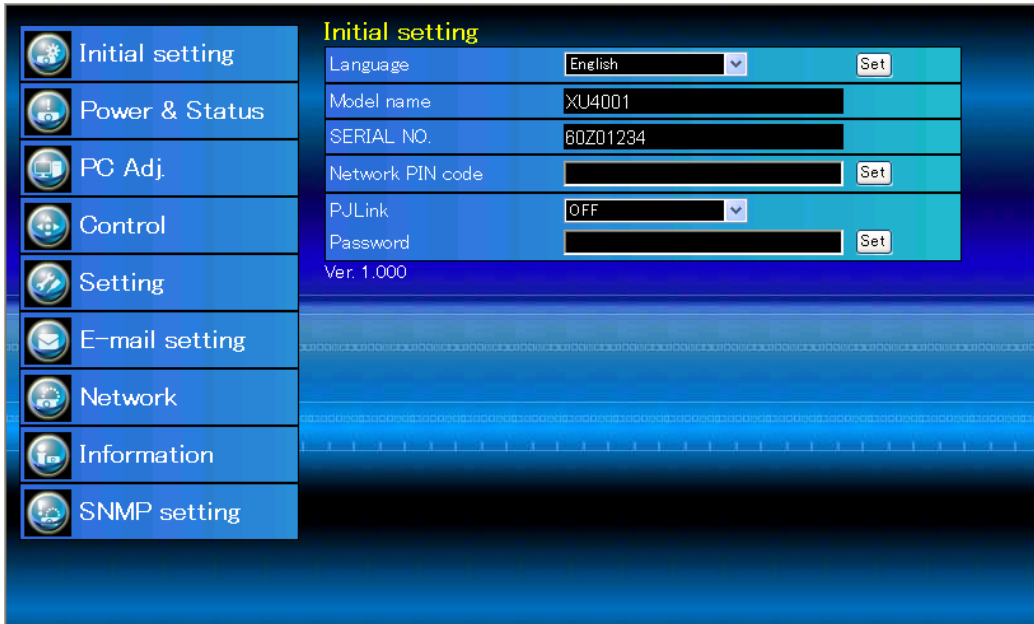 Initial setting
Power & Status
PC Adj.
Control
Setting
E-mail setting
Network
Information
SNMP setting
Initial setting
Language English Set
Model name XU4001
SERIAL NO. 60Z01234
Network PIN code Set
PJLink OFF
Password Set
Ver. 1.000